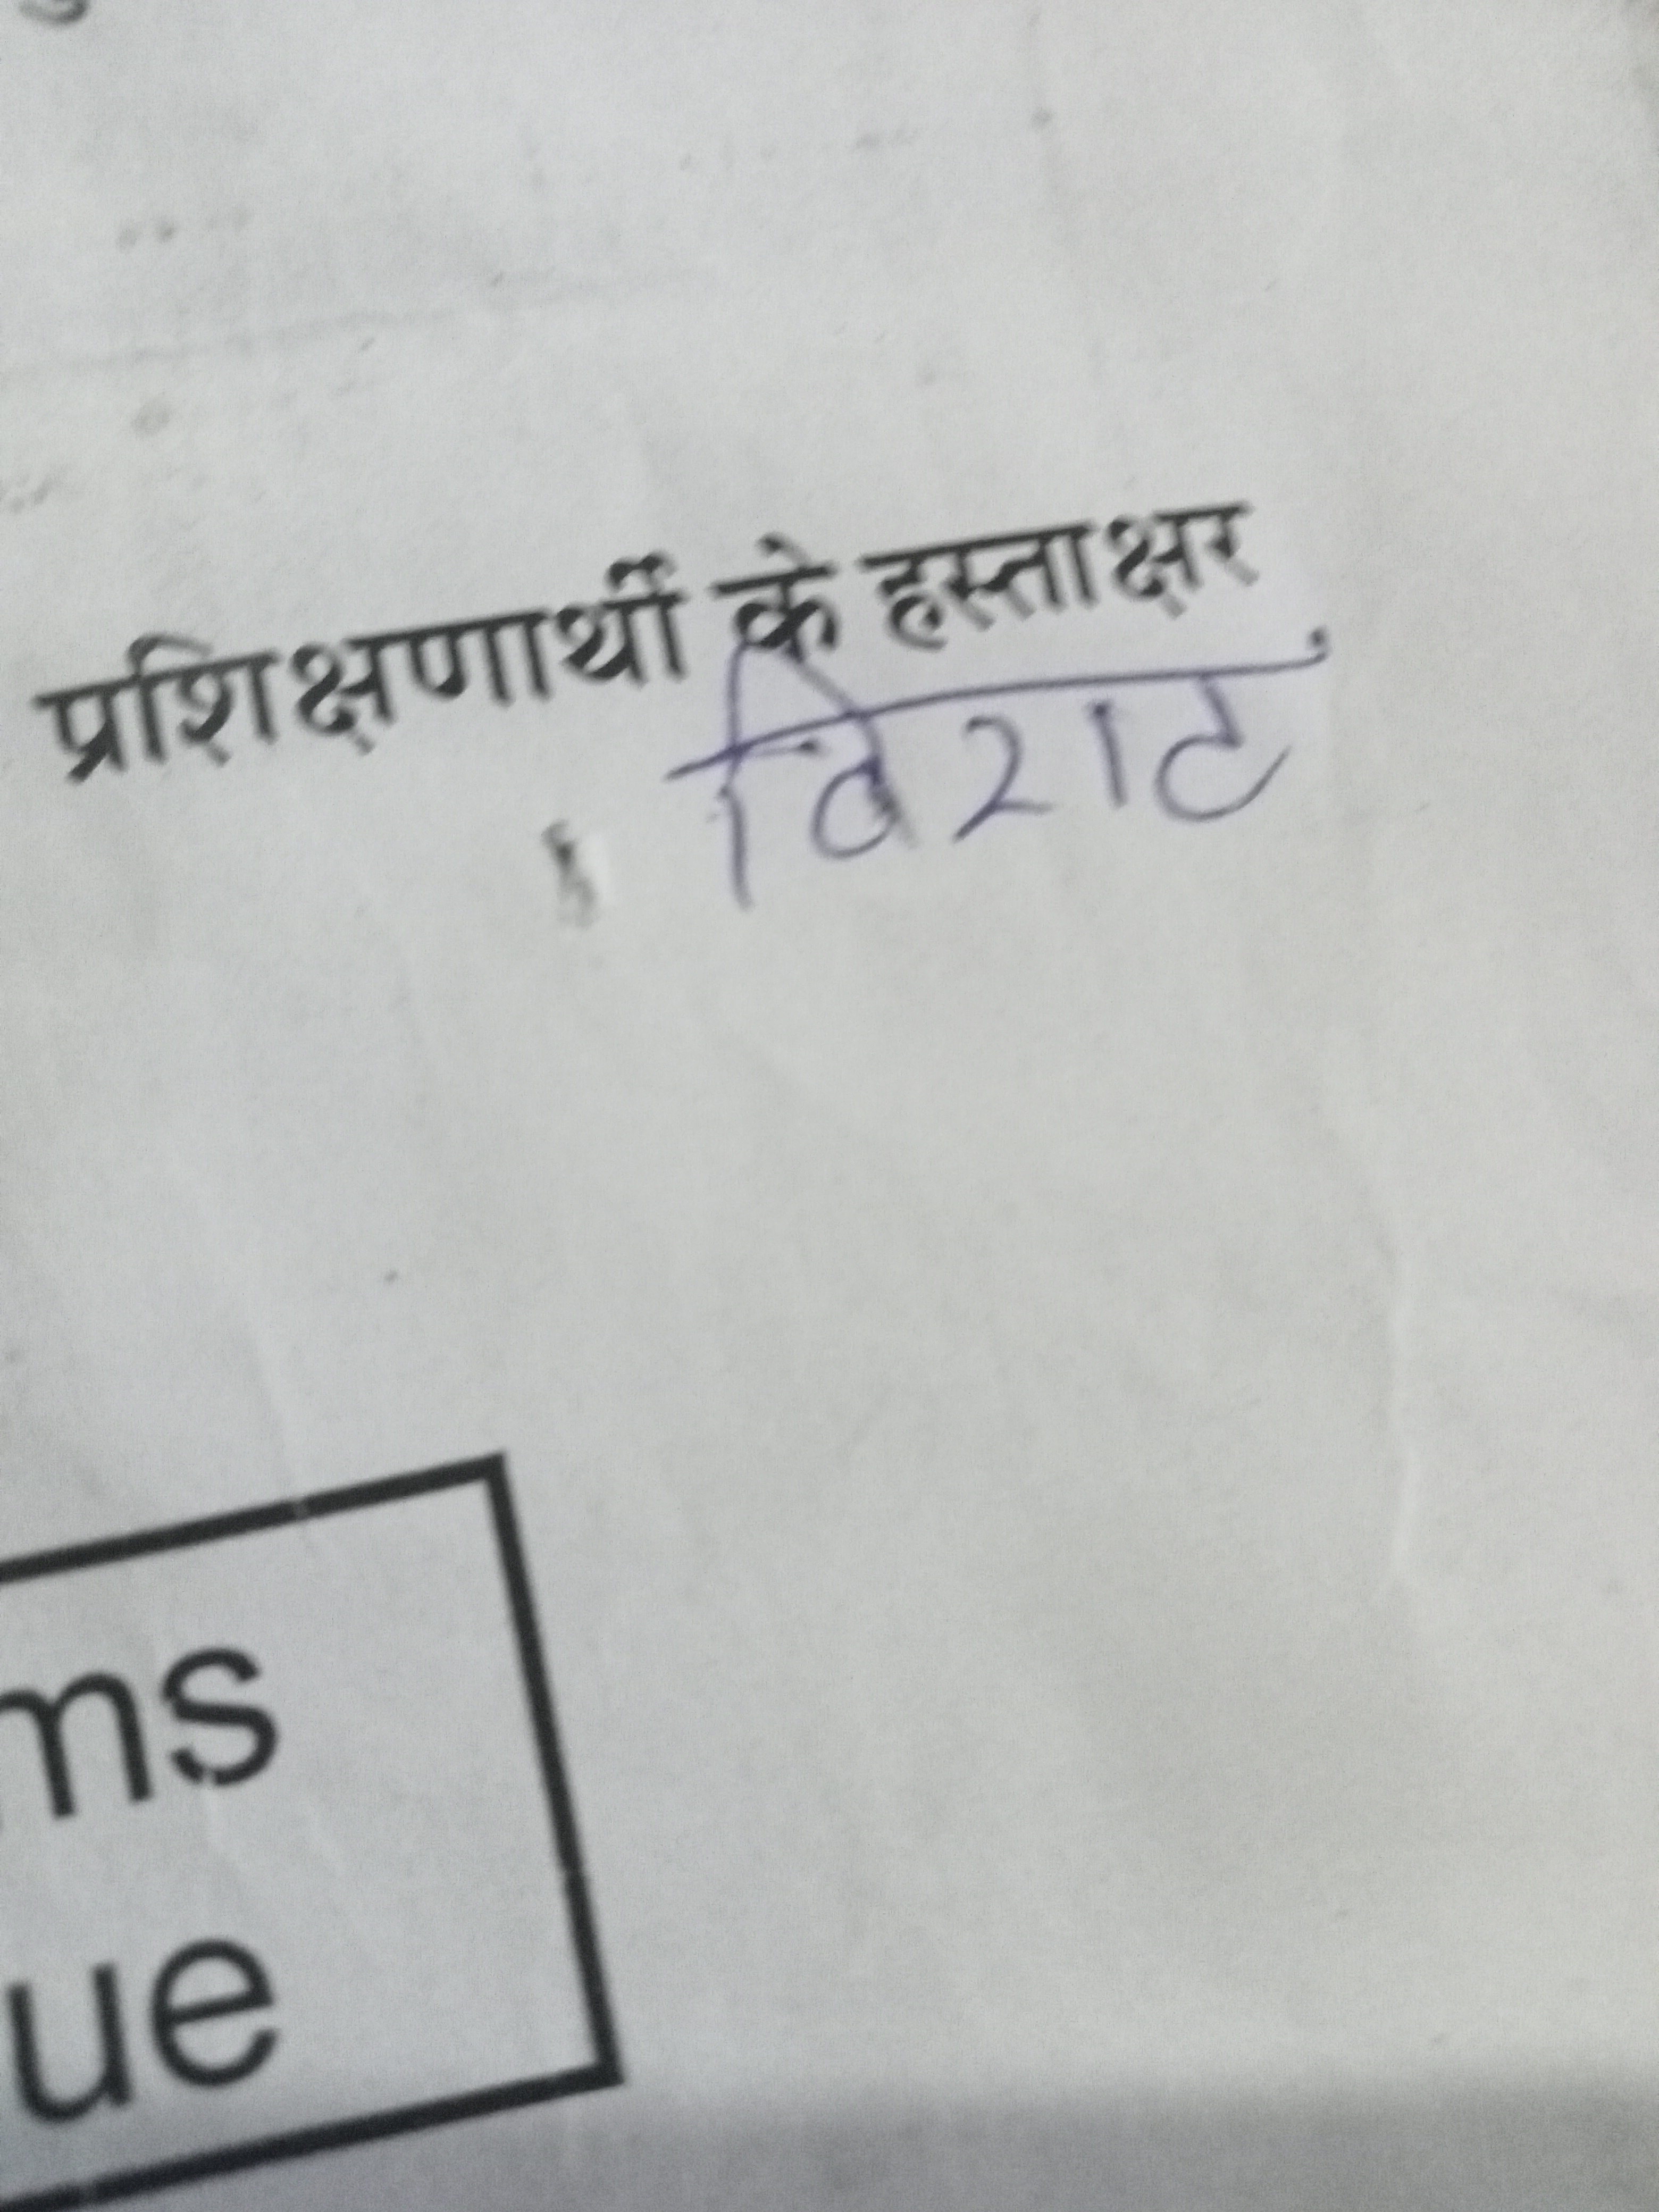 प्रशिक्षणार्थी के हस्ताक्षर
विराट
ms
ue